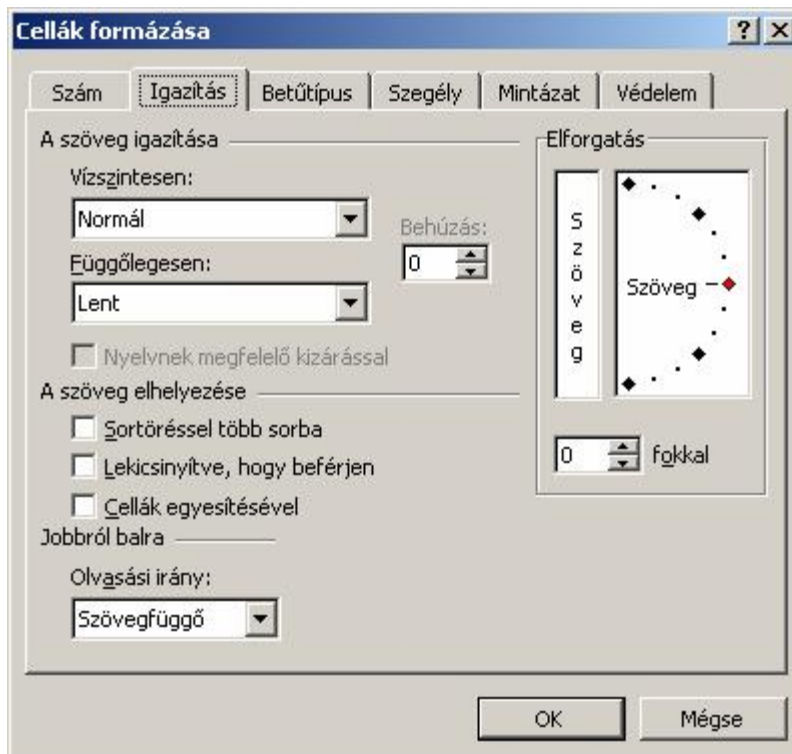 Cellák formázása
Szám Igazítás Betűtípus Szegély Mintázat Védelem
A szöveg igazítása
Vízszintesen:
Normál
Behúzás:
0
Függőlegesen:
Lent
Nyelvnek megfelelő kizárással
A szöveg elhelyezése
Sortöréssel több sorba
Lekicsinyítve, hogy beférjen
Cellák egyesítésével
Jobbról balra
Olvasási irány:
Szövegfüggő
Elforgatás
Szöveg
Szöveg
0 fokkal
OK Mégse